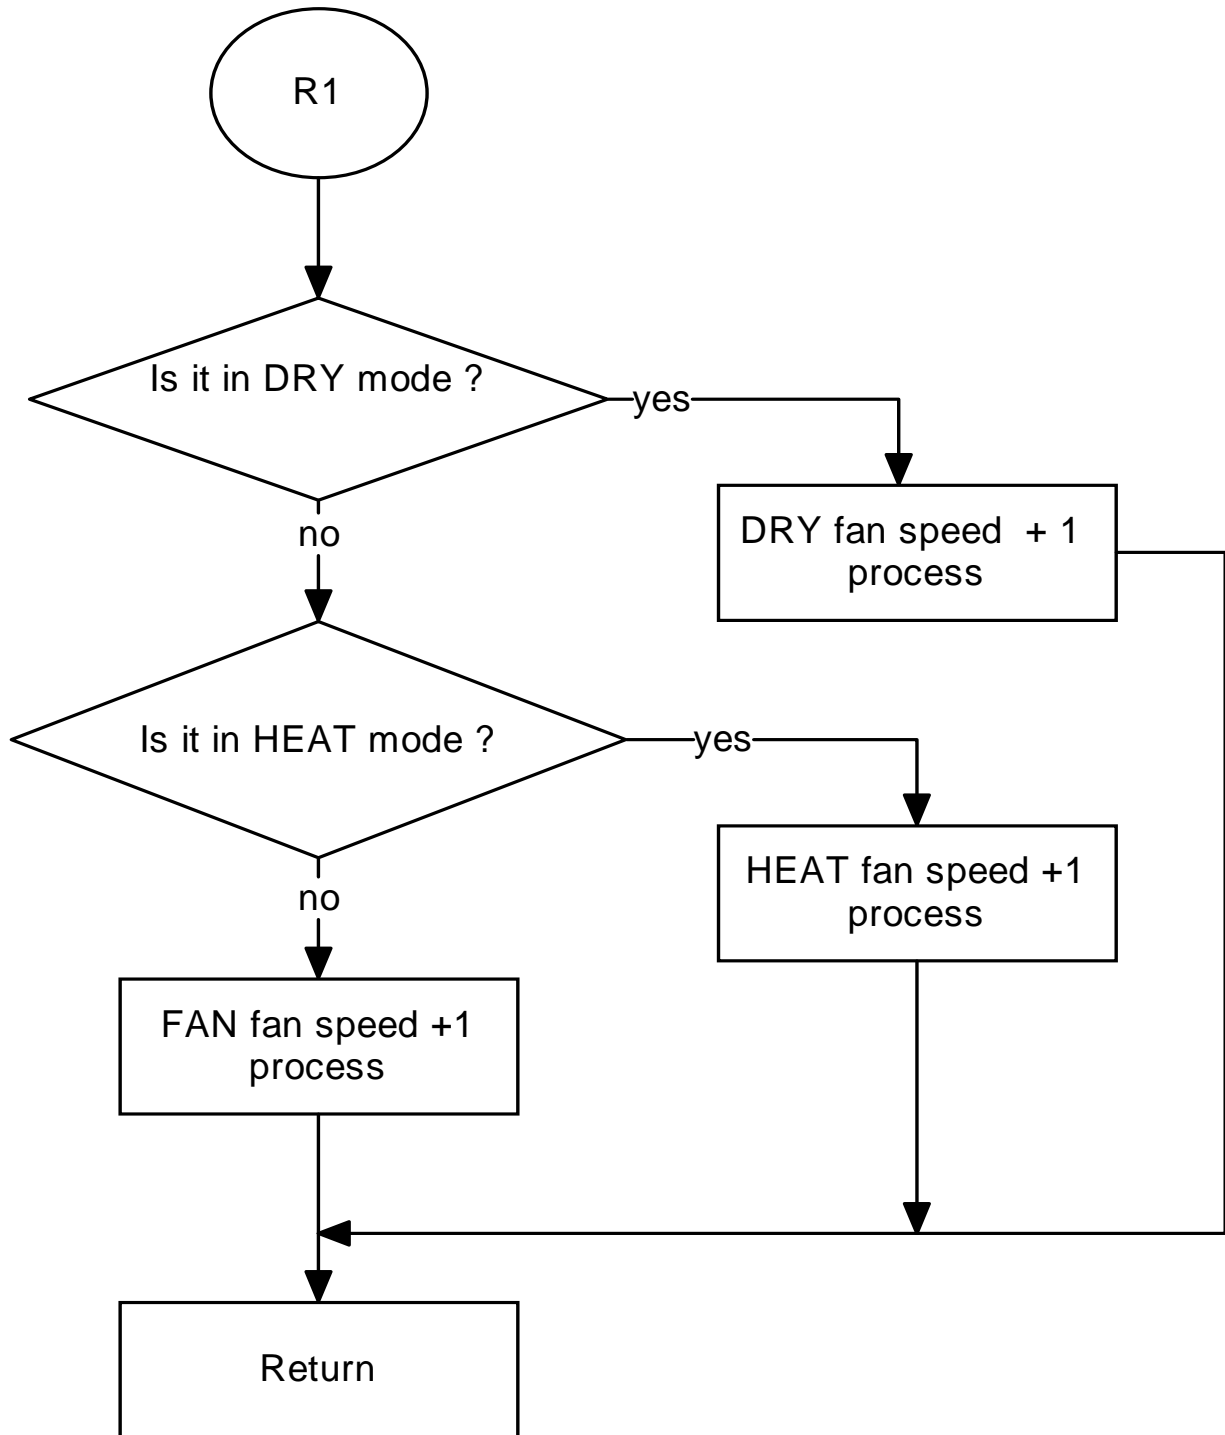 R1
Is it in DRY mode ?
yes
DRY fan speed  + 1
process
no
Is it in HEAT mode ?
yes
HEAT fan speed +1
process
no
FAN fan speed +1
process
Return